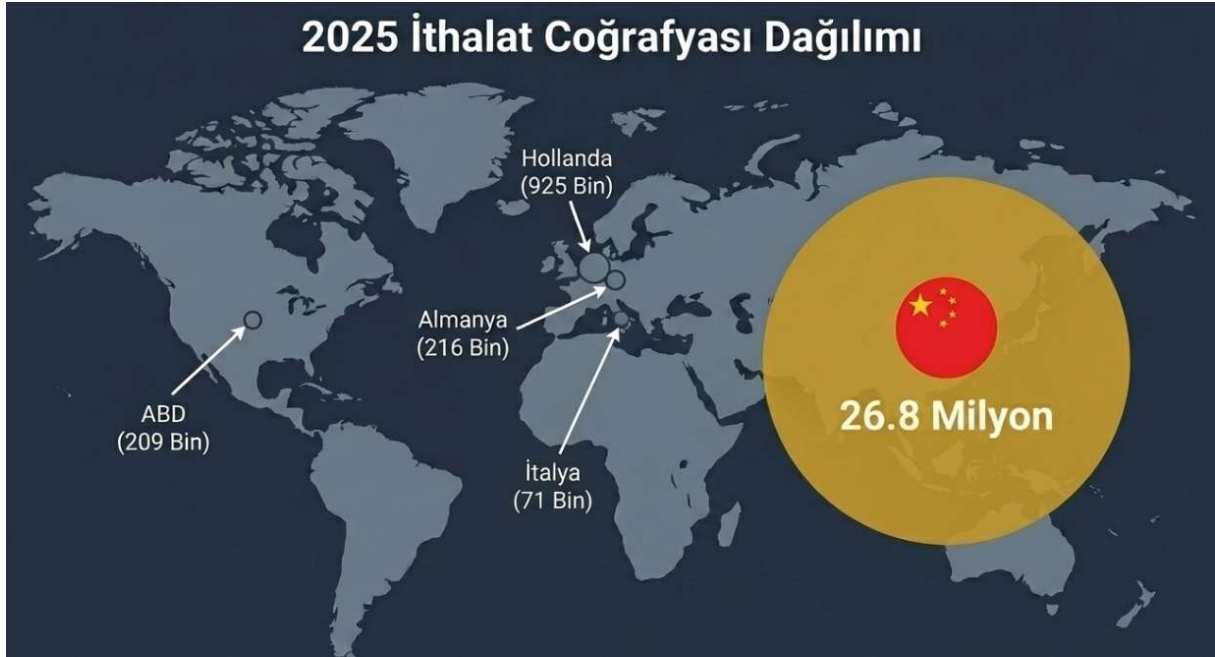 2025 İthalat Coğrafyası Dağılımı
Hollanda
(925 Bin)
Almanya
(216 Bin)
ABD
(209 Bin)
İtalya
(71 Bin)
26.8 Milyon